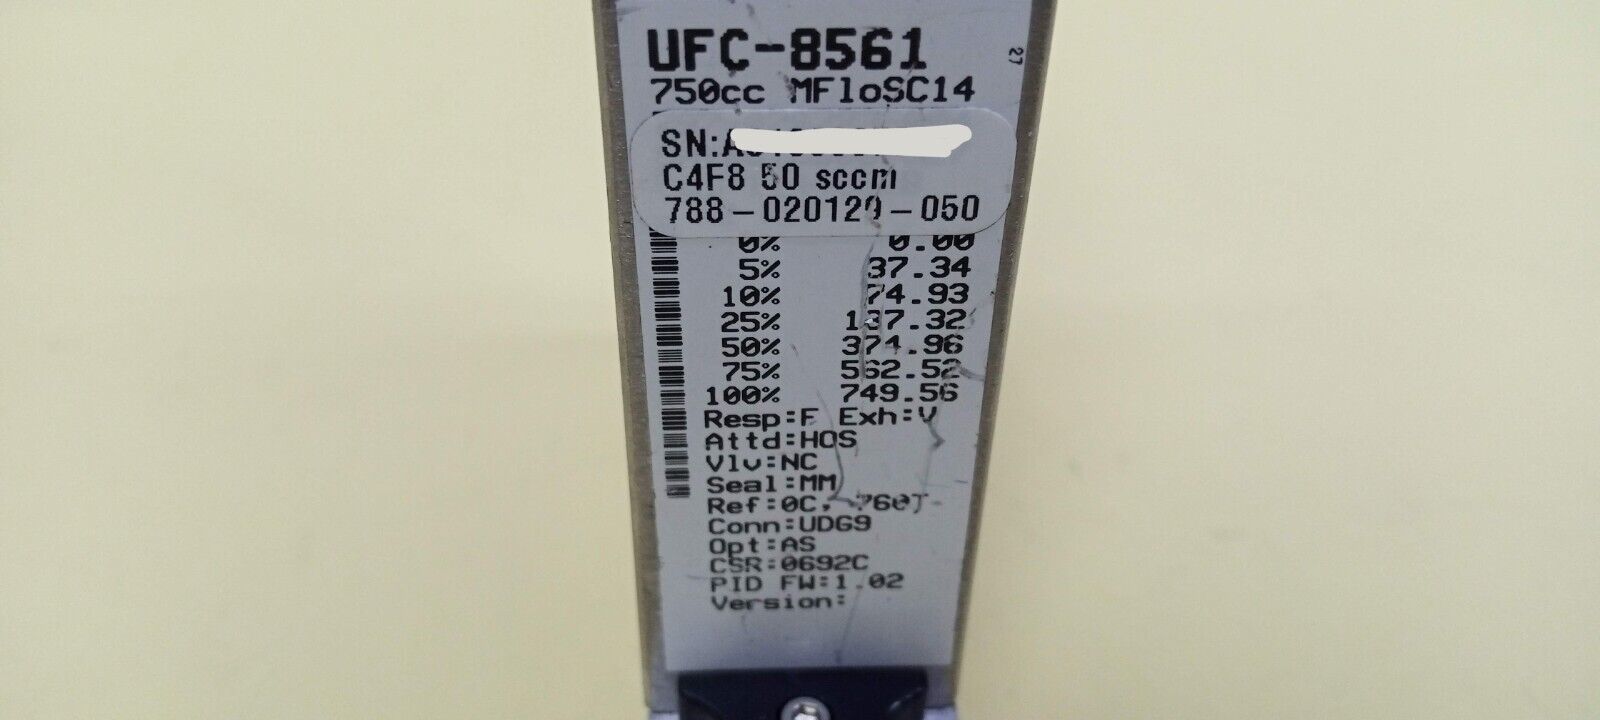 UFC-8561
27
750cc MFloSC14
SN:
C4F8 50 sccm
788-020120-050
0% 0.00
5% 37.34
10% 74.93
25% 187.32
50% 374.96
75% 562.52
100% 749.56
Resp:F Exh:V
Attd:HOS
Vlv:NC
Seal:MM
Ref:0C, 760T
Conn:UDG9
Opt:AS
CSR:0692C
PID FW:1.02
Version: